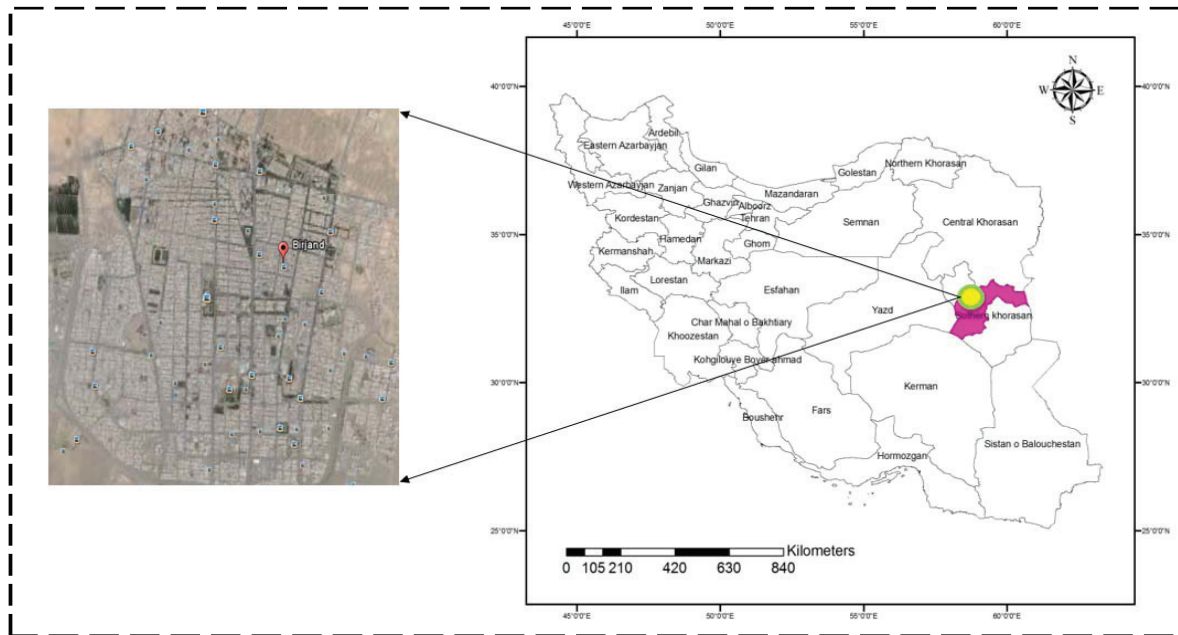 45°0'0"E 50°0'0"E 55°0'0"E 60°0'0"E
N
W E
S
40°0'0"N 40°0'0"N
Ardebil
Eastern Azarbayjan
Northern Khorasan
Gilan
Golestan
Western Azarbayjan
Zanjan
Mazandaran
Ghazvin
Alboorz
Kordestan
Tehran
Semnan
Central Khorasan
35°0'0"N 35°0'0"N
Hamedan
Ghom
Birjand
Kermanshah
Markazi
Lorestan
Ilam
Esfahan
Yazd
khorasan
Char Mahal o Bakhtiary
Khoozestan
Kohgilouye Boyer ahmad
30°0'0"N 30°0'0"N
Kerman
Boushehr
Fars
Sistan o Balouchestan
Hormozgan
25°0'0"N 25°0'0"N
Kilometers
0 105 210 420 630 840
45°0'0"E 50°0'0"E 55°0'0"E 60°0'0"E